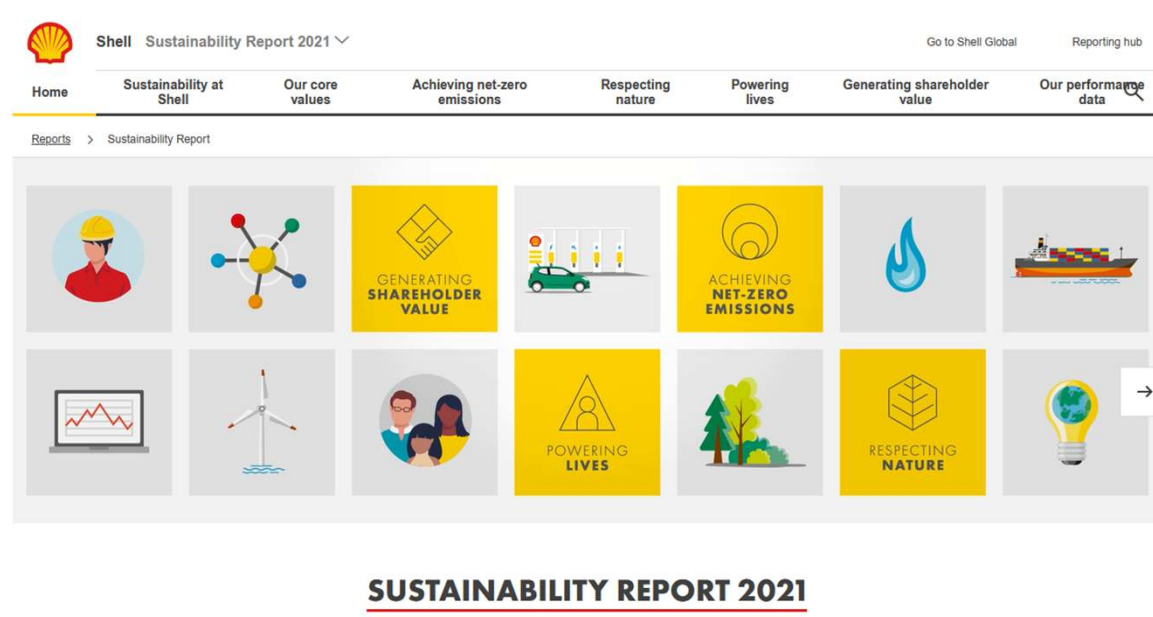 Shell Sustainability Report 2021
Go to Shell Global
Reporting hub
Home
Sustainability at
Shell
Our core
values
Achieving net-zero
emissions
Respecting
nature
Powering
lives
Generating shareholder
value
Our performance
data
Reports > Sustainability Report
GENERATING
SHAREHOLDER
VALUE
ACHIEVING
NET-ZERO
EMISSIONS
POWERING
LIVES
RESPECTING
NATURE
SUSTAINABILITY REPORT 2021